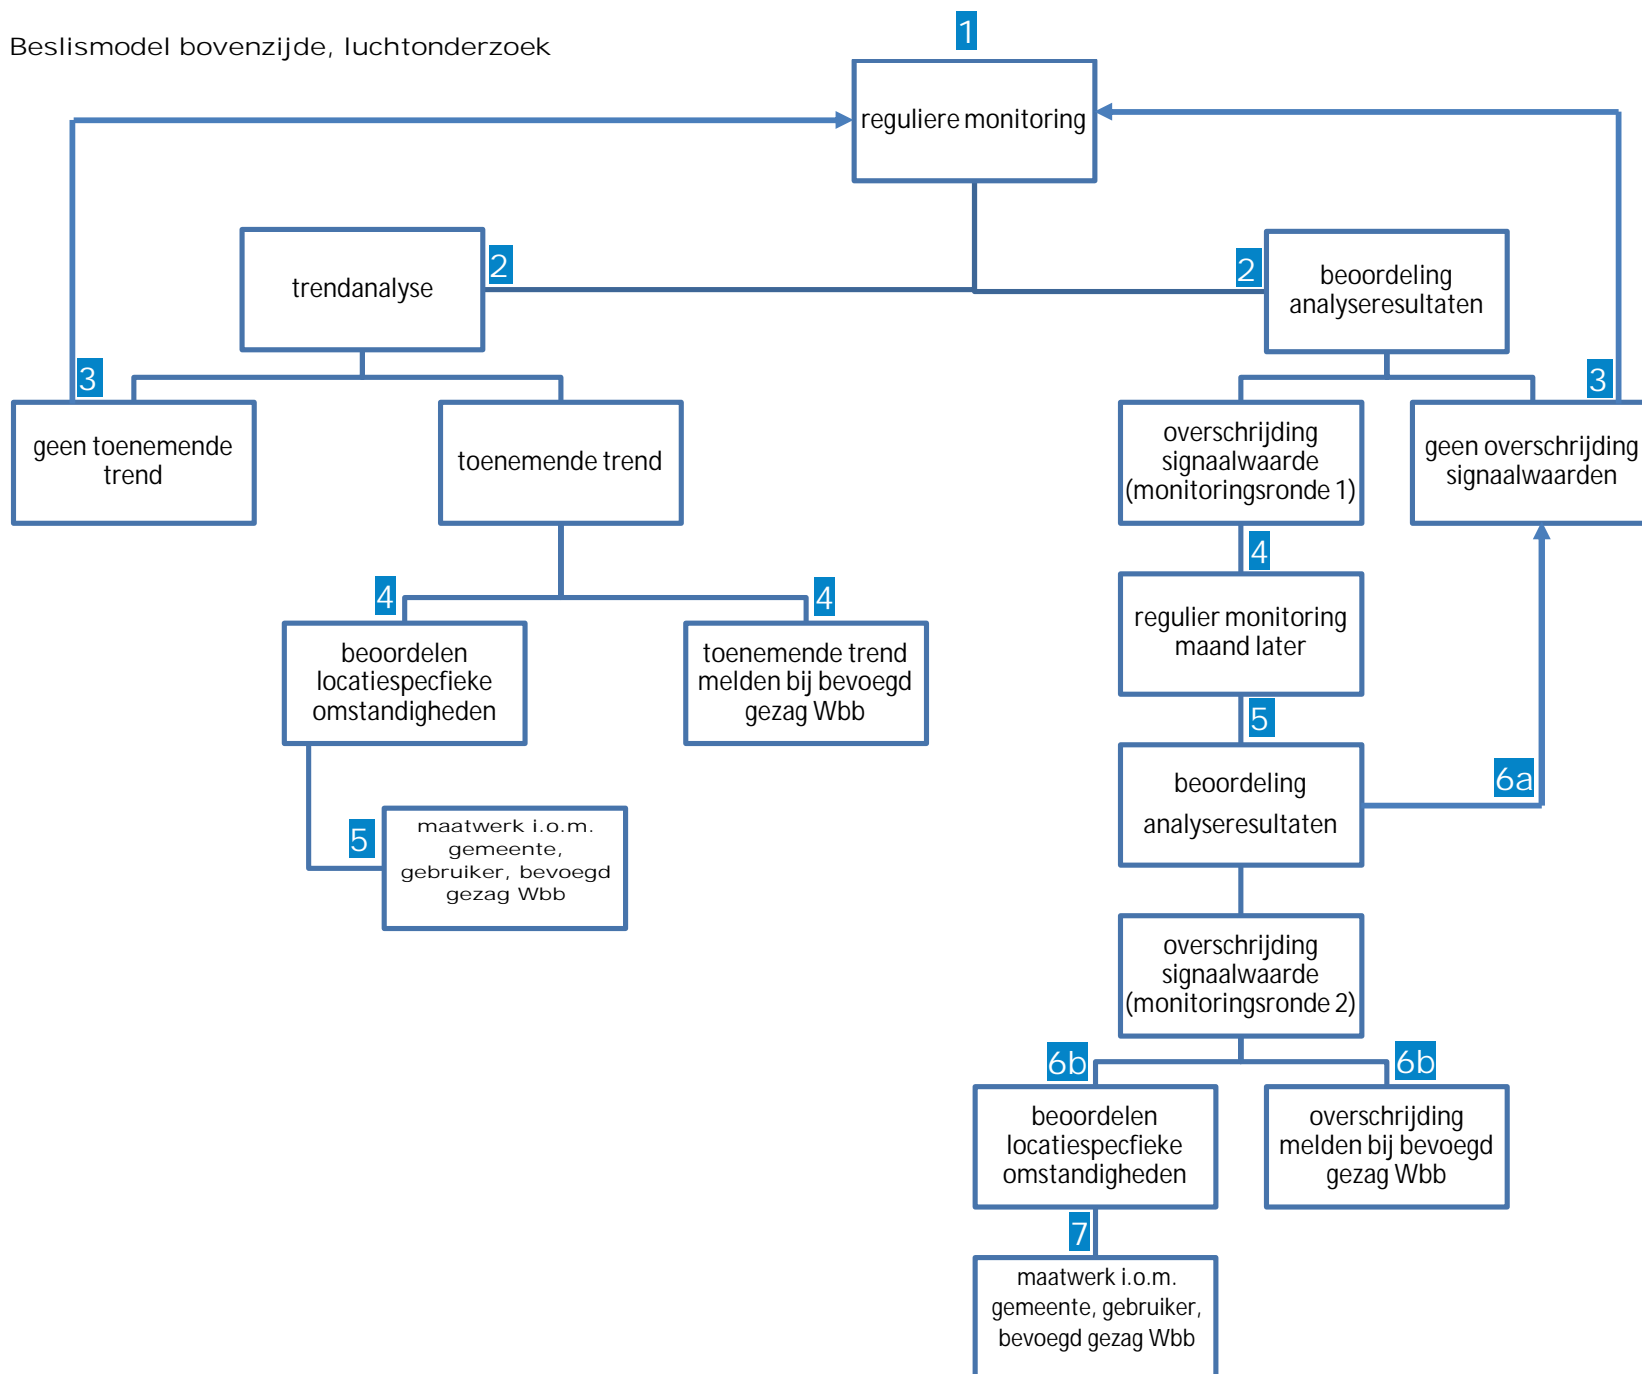 Beslismodel bovenzijde, luchtonderzoek
1
reguliere monitoring
2
trendanalyse
2
beoordeling
analyseresultaten
3
geen toenemende
trend
toenemende trend
overschrijding
signaalwaarde
(monitoringsronde 1)
3
geen overschrijding
signaalwaarden
4
beoordelen
locatiespecfieke
omstandigheden
4
toenemende trend
melden bij bevoegd
gezag Wbb
4
regulier monitoring
maand later
5
maatwerk i.o.m.
gemeente,
gebruiker, bevoegd
gezag Wbb
5
beoordeling
analyseresultaten
6a
overschrijding
signaalwaarde
(monitoringsronde 2)
6b
beoordelen
locatiespecfieke
omstandigheden
6b
overschrijding
melden bij bevoegd
gezag Wbb
7
maatwerk i.o.m.
gemeente, gebruiker,
bevoegd gezag Wbb